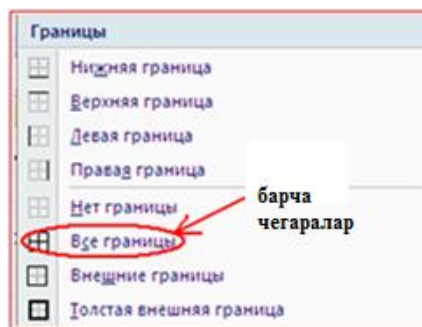 Границы
Нижняя граница
Верхняя граница
Левая граница
Правая граница
Нет границы
Все границы
барча
чегаралар
Внешние границы
Толстая внешняя граница